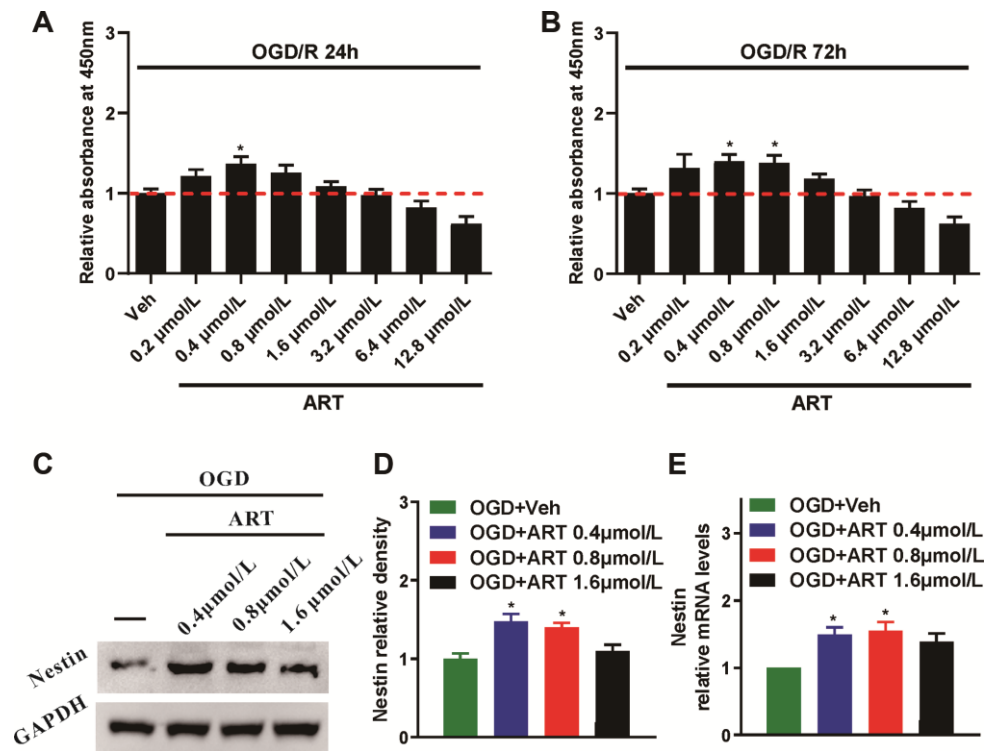 A
OGD/R 24h
Relative absorbance at 450nm
3
2
1
0
Veh
0.2 µmol/L
0.4 µmol/L
0.8 µmol/L
1.6 µmol/L
3.2 µmol/L
6.4 µmol/L
12.8 µmol/L
*
ART
B
OGD/R 72h
Relative absorbance at 450nm
3
2
1
0
Veh
0.2 µmol/L
0.4 µmol/L
0.8 µmol/L
1.6 µmol/L
3.2 µmol/L
6.4 µmol/L
12.8 µmol/L
* *
ART
C
OGD
ART
0.4µmol/L
0.8µmol/L
1.6 µmol/L
Nestin
GAPDH
D
Nestin relative density
3
2
1
0
OGD+Veh
OGD+ART 0.4µmol/L
OGD+ART 0.8µmol/L
OGD+ART 1.6µmol/L
* *
E
Nestin
relative mRNA levels
3
2
1
0
OGD+Veh
OGD+ART 0.4µmol/L
OGD+ART 0.8µmol/L
OGD+ART 1.6µmol/L
* *